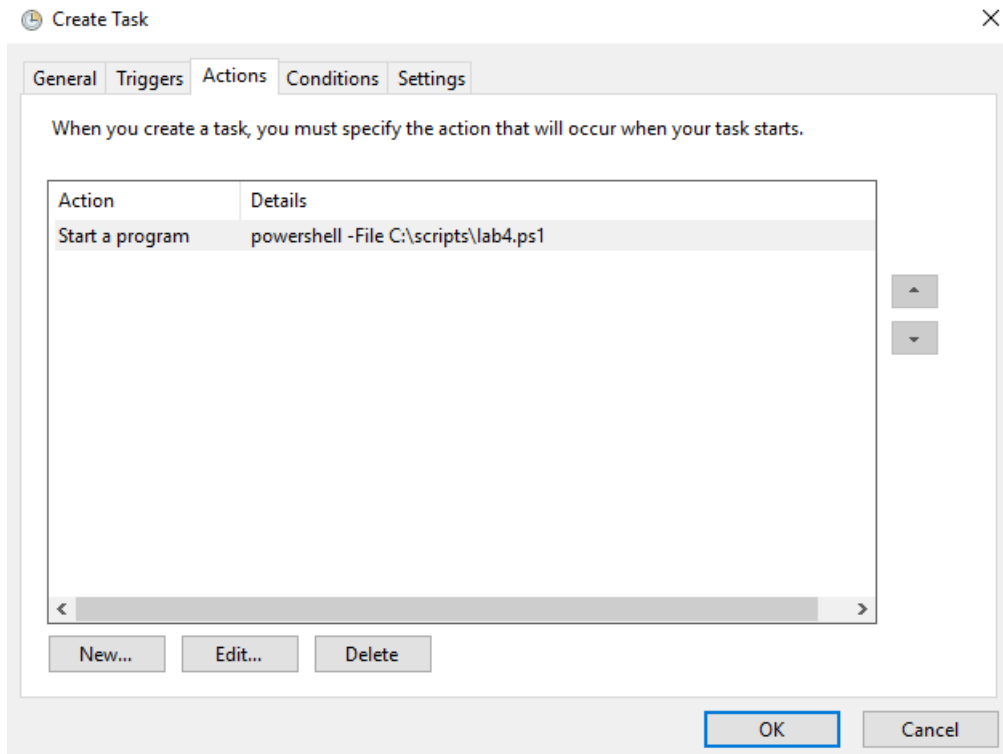 Create Task
General Triggers Actions Conditions Settings
When you create a task, you must specify the action that will occur when your task starts.
Action Details
Start a program powershell -File C:\scripts\lab4.ps1
New... Edit... Delete
OK Cancel